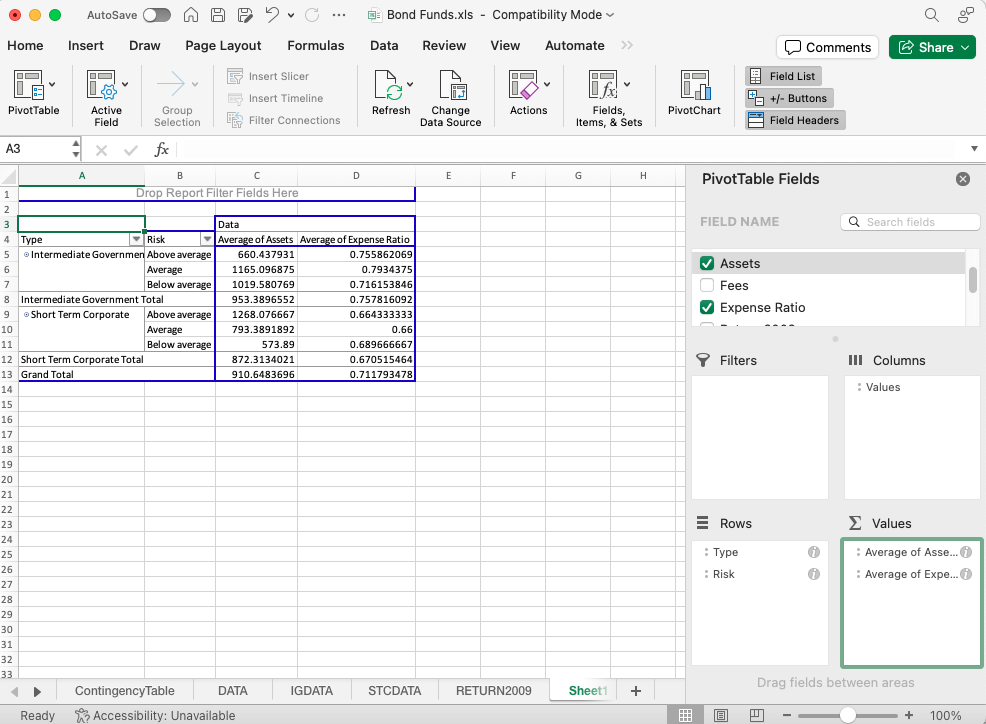 AutoSave Bond Funds.xls - Compatibility Mode
Home Insert Draw Page Layout Formulas Data Review View Automate Comments Share
PivotTable Active Field Group Selection Insert Slicer Insert Timeline Filter Connections Refresh Change Data Source Actions Fields, Items, & Sets PivotChart Field List +/- Buttons Field Headers
A3 fx
A B C D E F G H
1 Drop Report Filter Fields Here
2
3 Data
4 Type Risk Average of Assets Average of Expense Ratio
5 Intermediate Governmen Above average 660.437931 0.755862069
6 Average 1165.096875 0.7934375
7 Below average 1019.580769 0.716153846
8 Intermediate Government Total 953.3896552 0.757816092
9 Short Term Corporate Above average 1268.076667 0.664333333
10 Average 793.3891892 0.66
11 Below average 573.89 0.689666667
12 Short Term Corporate Total 872.3134021 0.670515464
13 Grand Total 910.6483696 0.711793478
14
15
16
17
18
19
20
21
22
23
24
25
26
27
28
29
30
31
32
33
PivotTable Fields
FIELD NAME Search fields
Assets
Fees
Expense Ratio
Filters Columns
Values
Rows Values
Type Average of Asse...
Risk Average of Expe...
Drag fields between areas
ContingencyTable DATA IGDATA STCDATA RETURN2009 Sheet1 +
Ready Accessibility: Unavailable - + 100%